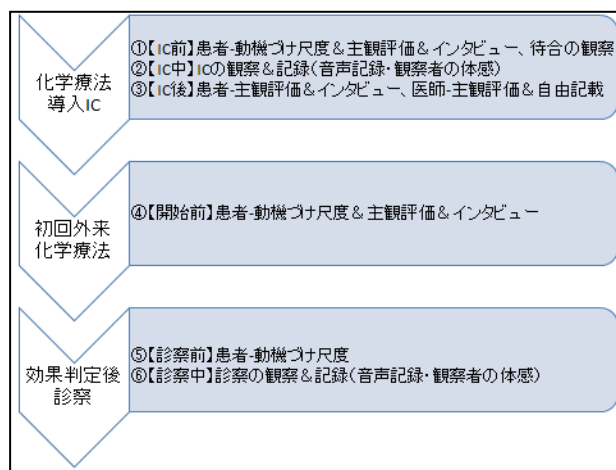 化学療法
導入IC
①【IC前】患者-動機づけ尺度＆主観評価＆インタビュー、待合の観察
②【IC中】ICの観察＆記録(音声記録・観察者の体感)
③【IC後】患者-主観評価＆インタビュー、医師-主観評価＆自由記載
初回外来
化学療法
④【開始前】患者-動機づけ尺度＆主観評価＆インタビュー
効果判定後
診察
⑤【診察前】患者-動機づけ尺度
⑥【診察中】診察の観察＆記録(音声記録・観察者の体感)